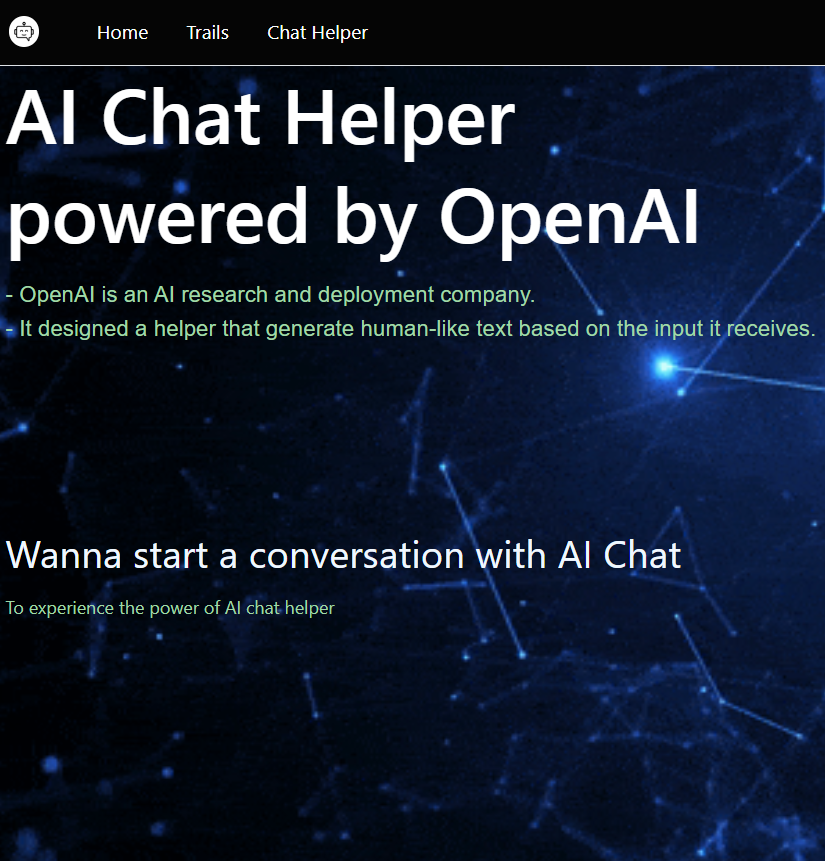 Home Trails Chat Helper
AI Chat Helper
powered by OpenAI
- OpenAI is an AI research and deployment company.
- It designed a helper that generate human-like text based on the input it receives.
Wanna start a conversation with AI Chat
To experience the power of AI chat helper